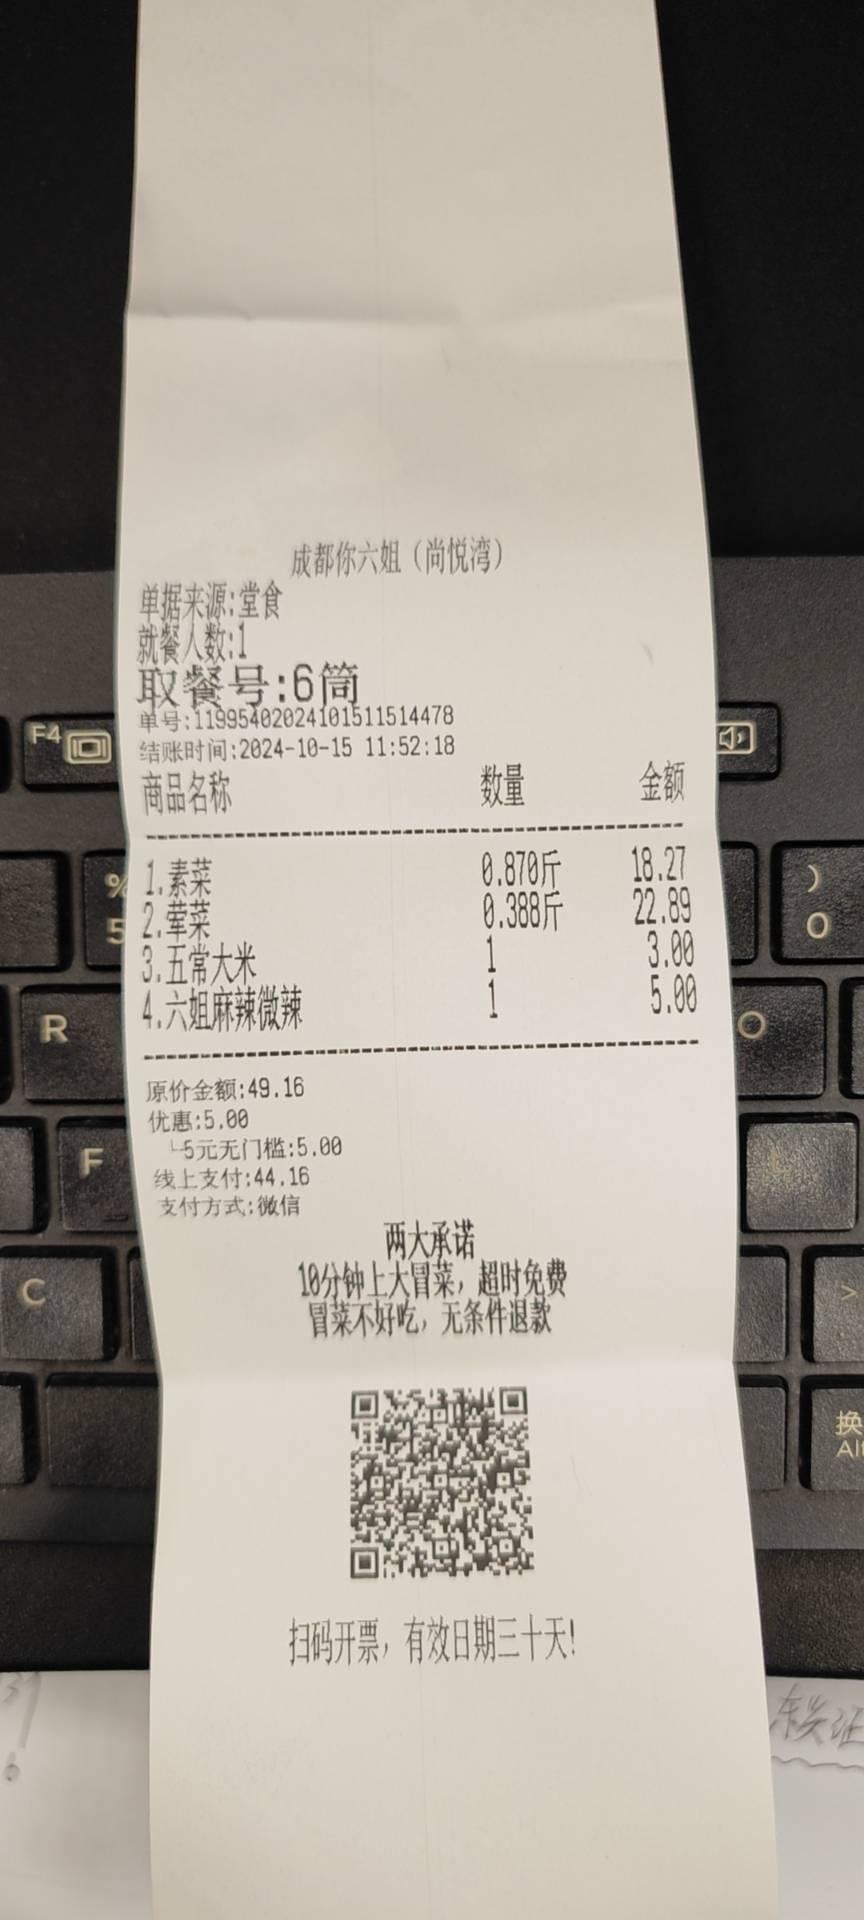 成都你六姐（尚悦湾）
单据来源:堂食
就餐人数:1
取餐号:6筒
单号:11995402024101511514478
结账时间:2024-10-15 11:52:18
商品名称 数量 金额
1.素菜 0.870斤 18.27
2.荤菜 0.388斤 22.89
3.五常大米 1 3.00
4.六姐麻辣微辣 1 5.00
原价金额:49.16
优惠:5.00
└5元无门槛:5.00
线上支付:44.16
支付方式:微信
两大承诺
10分钟上大冒菜，超时免费
冒菜不好吃，无条件退款
扫码开票，有效日期三十天!
F4
%
5
)
0
R
O
F
L
C
>
换
Alt